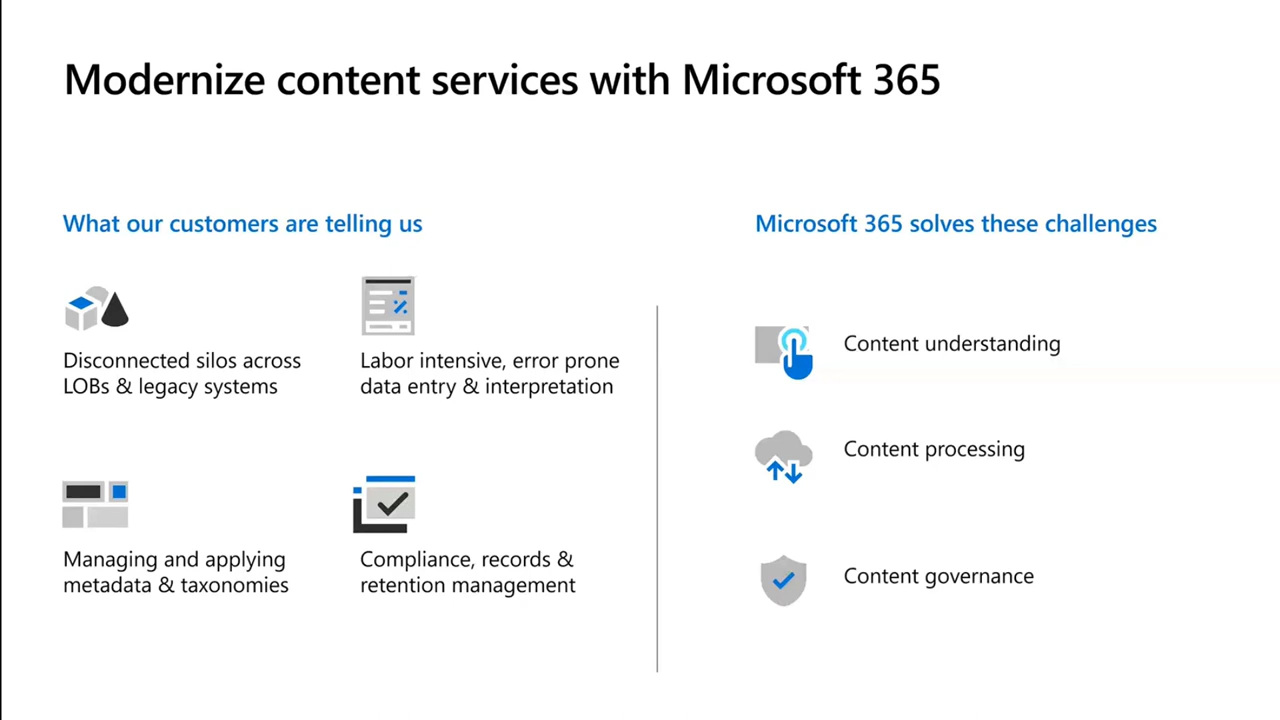 Modernize content services with Microsoft 365
What our customers are telling us
Disconnected silos across
LOBs & legacy systems
Labor intensive, error prone
data entry & interpretation
Managing and applying
metadata & taxonomies
Compliance, records &
retention management
Microsoft 365 solves these challenges
Content understanding
Content processing
Content governance